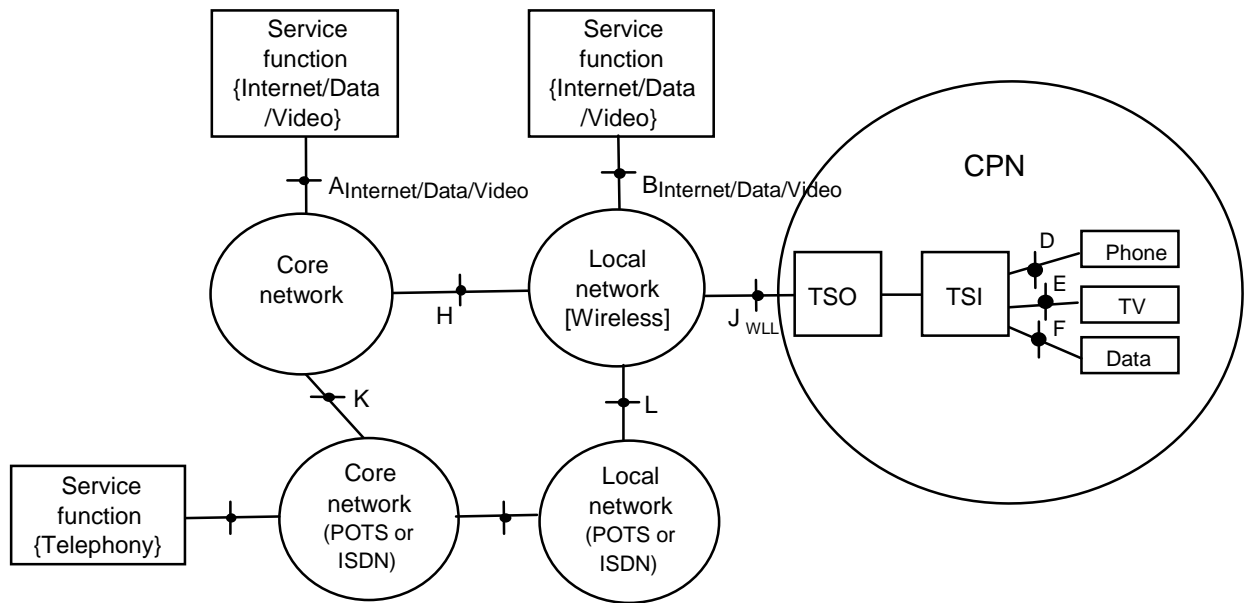 Service
function
{Internet/Data
/Video}
Service
function
{Internet/Data
/Video}
A Internet/Data/Video
B Internet/Data/Video
CPN
Core
network
Local
network
[Wireless]
H
J WLL
TSO
TSI
D
Phone
E
TV
F
Data
K
L
Service
function
{Telephony}
Core
network
(POTS or
ISDN)
Local
network
(POTS or
ISDN)